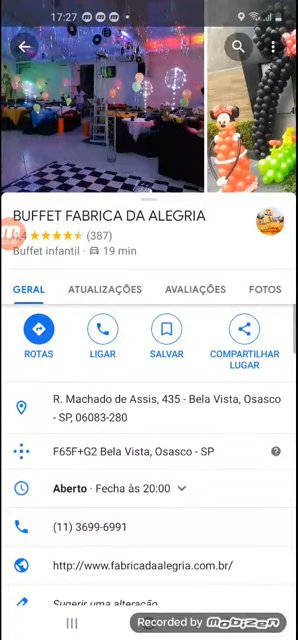 17:27
BUFFET FABRICA DA ALEGRIA
4,4 (387)
Buffet infantil · 19 min
GERAL ATUALIZAÇÕES AVALIAÇÕES FOTOS
ROTAS LIGAR SALVAR COMPARTILHAR
LUGAR
R. Machado de Assis, 435 - Bela Vista, Osasco
- SP, 06083-280
F65F+G2 Bela Vista, Osasco - SP
Aberto · Fecha às 20:00
(11) 3699-6991
http://www.fabricadaalegria.com.br/
Sugerir uma alteração
Recorded by mobizen